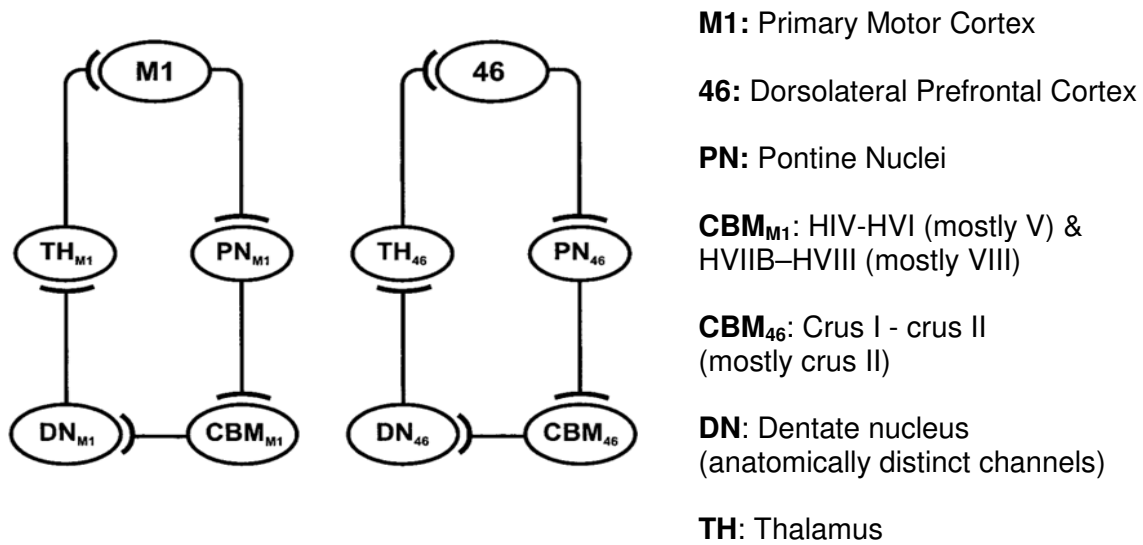 M1
46
TH_M1
PN_M1
TH_46
PN_46
DN_M1
CBM_M1
DN_46
CBM_46
M1: Primary Motor Cortex
46: Dorsolateral Prefrontal Cortex
PN: Pontine Nuclei
CBM_M1: HIV-HVI (mostly V) &
HVIIB–HVIII (mostly VIII)
CBM_46: Crus I - crus II
(mostly crus II)
DN: Dentate nucleus
(anatomically distinct channels)
TH: Thalamus